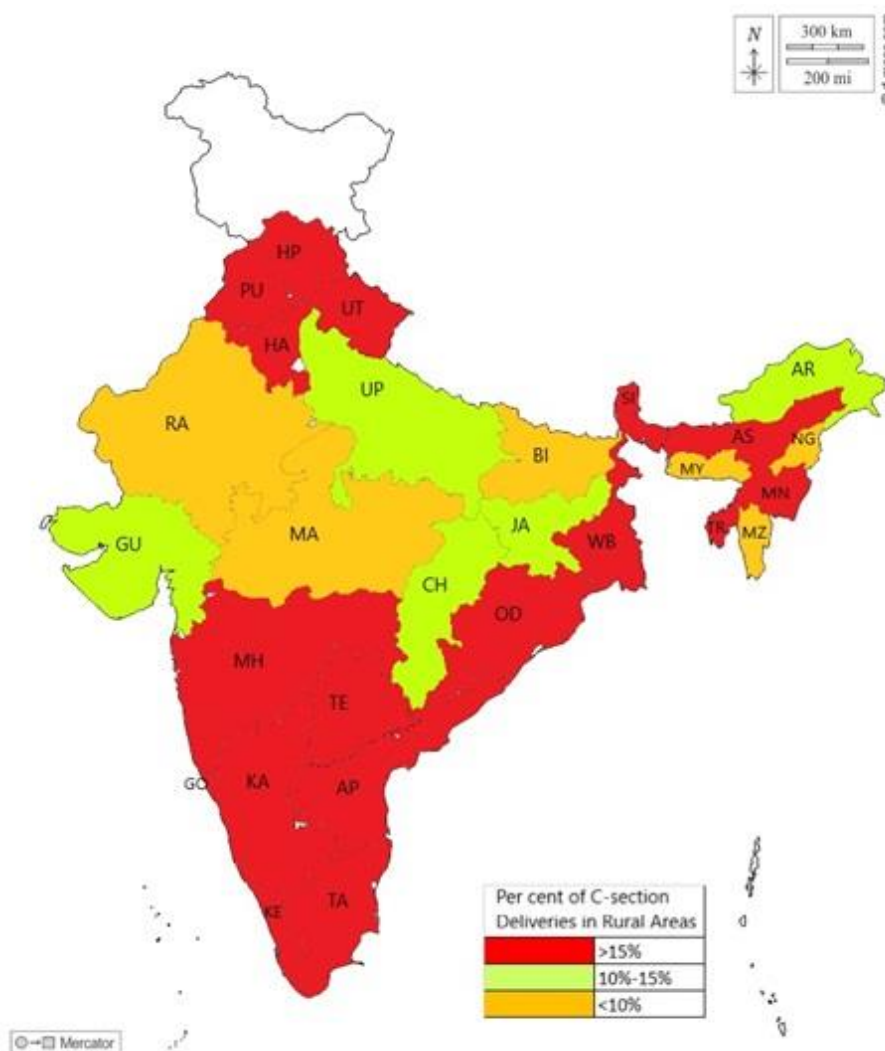 N
300 km
200 mi
HP
PU
UT
HA
UP
AR
RA
SI
AS
NG
BI
MY
MN
GU
MA
JA
TR
MZ
WB
CH
OD
MH
TE
GO
KA
AP
KE
TA
Per cent of C-section
Deliveries in Rural Areas
>15%
10%-15%
<10%
Mercator